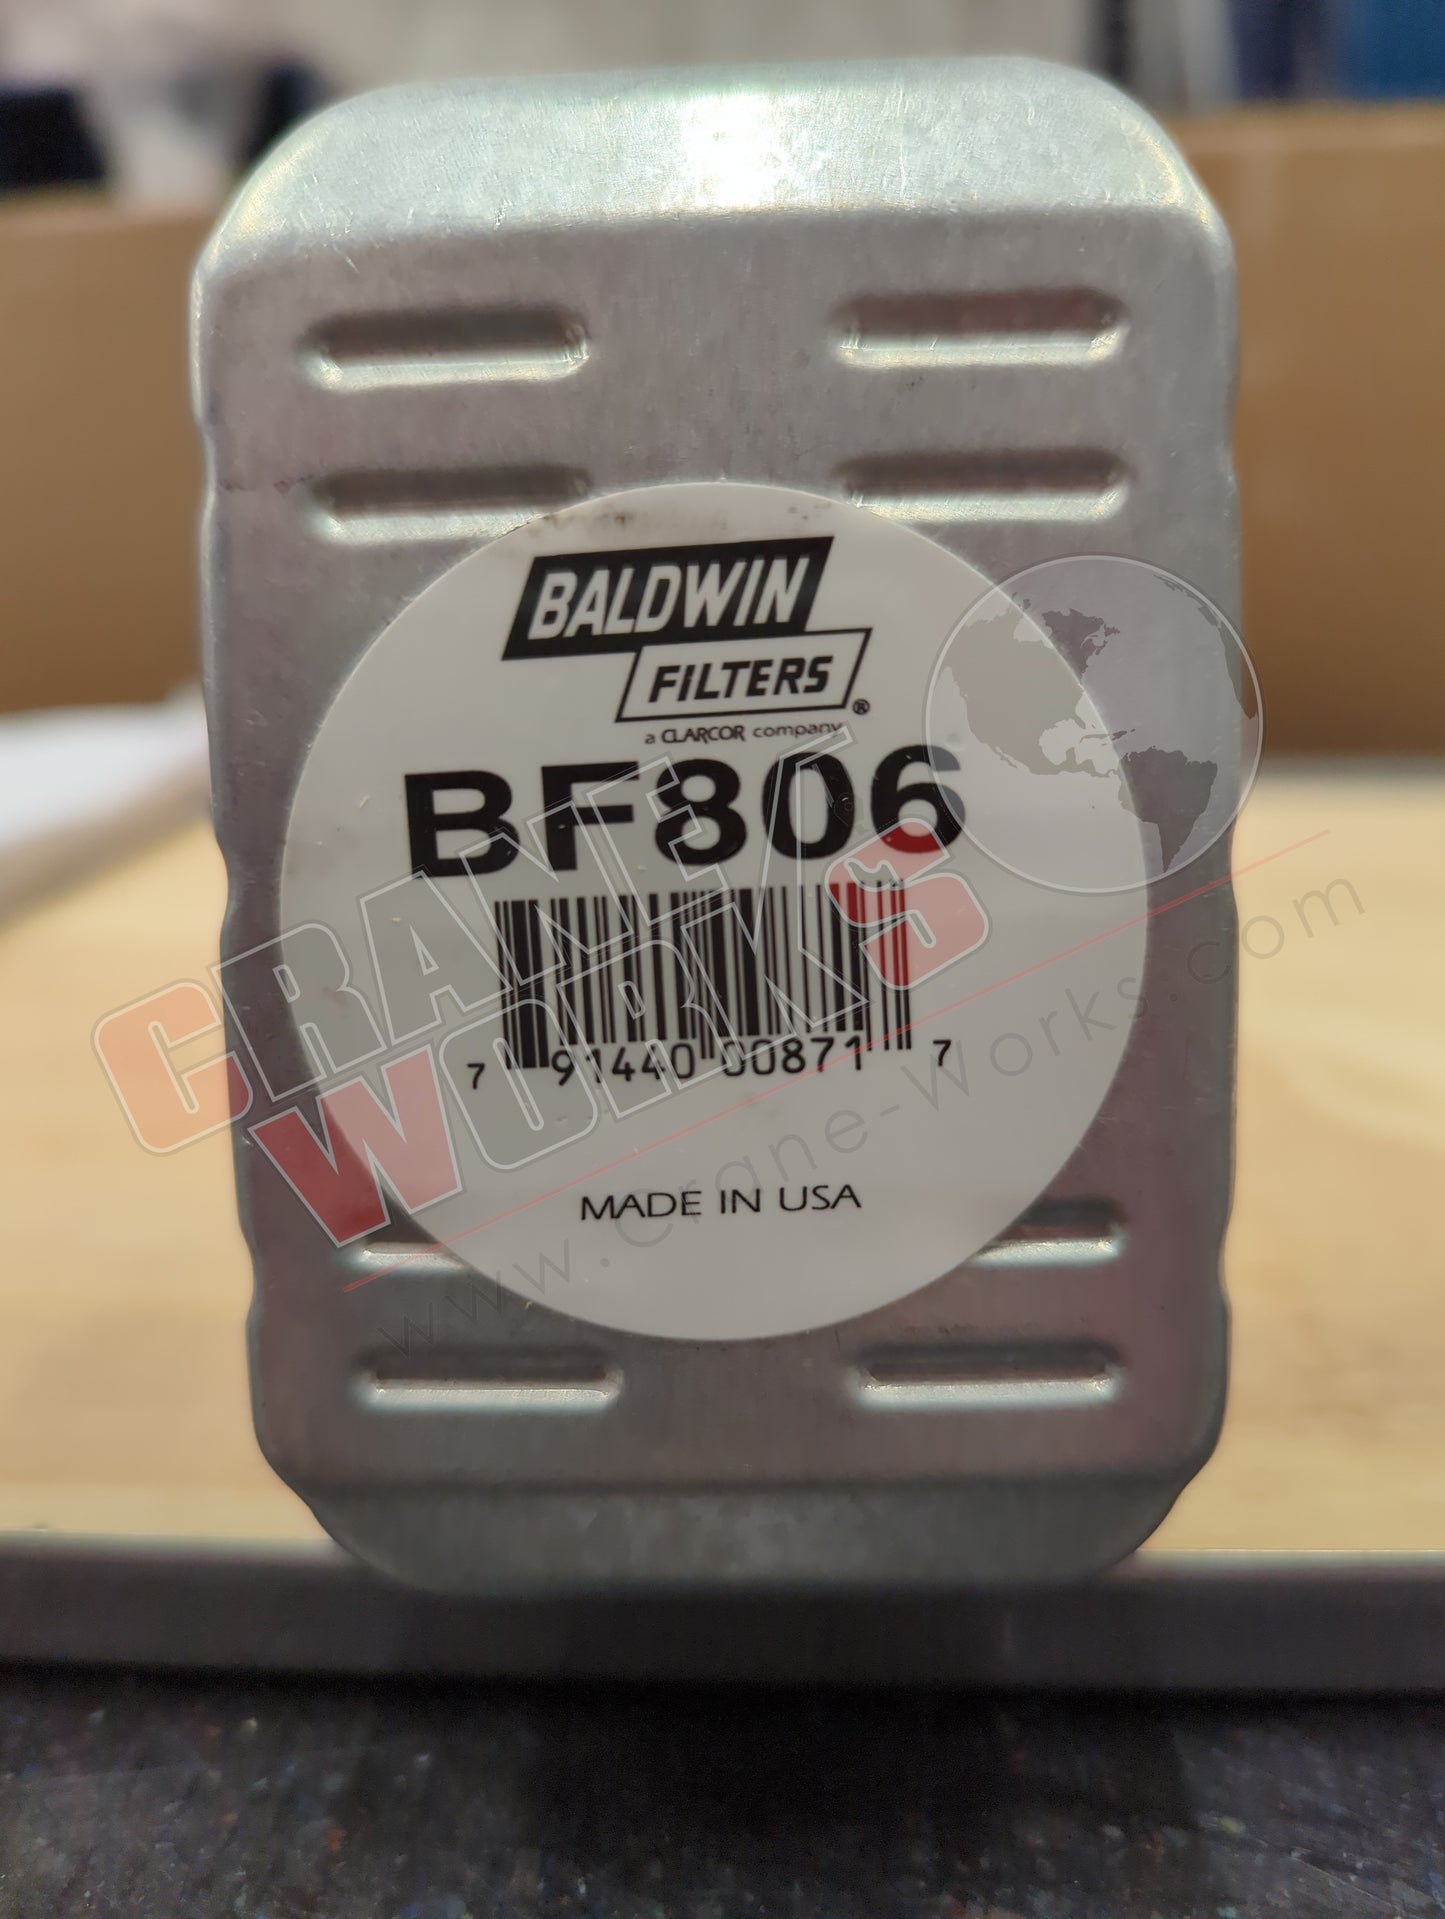 BALDWIN
FILTERS ®
a CLARCOR company
BF806
7 91440 00871 7
MADE IN USA
CRANE
WORKS
www.Crane-Works.com